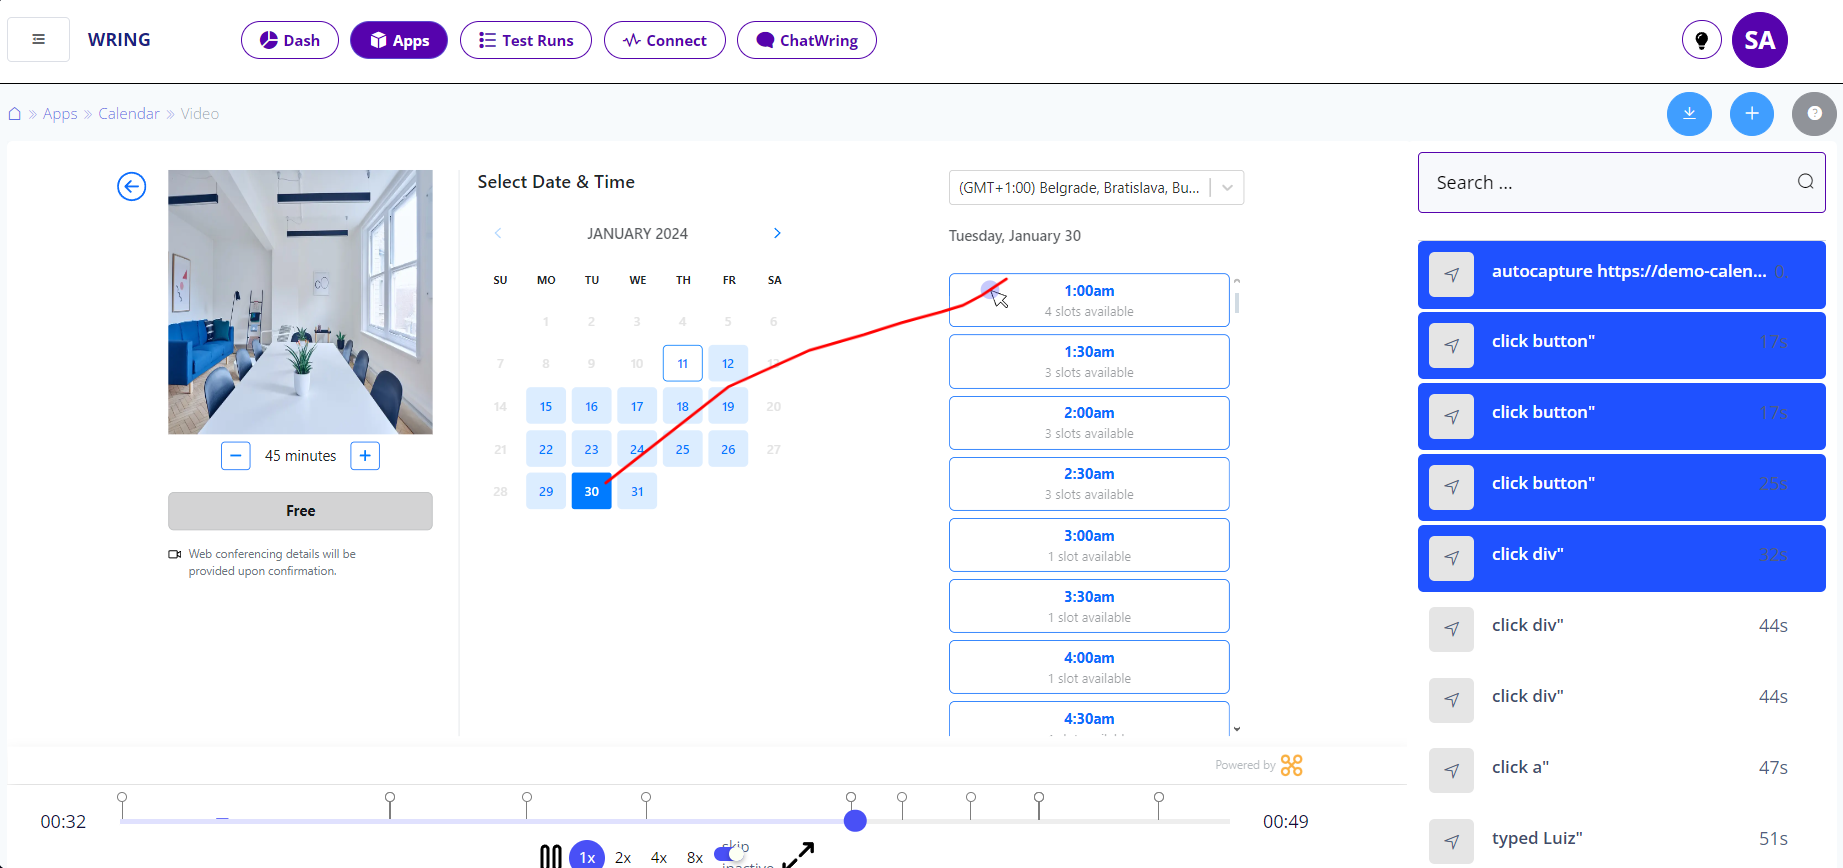 WRING
Dash
Apps
Test Runs
Connect
ChatWring
SA
Apps
Calendar
Video
Select Date & Time
(GMT+1:00) Belgrade, Bratislava, Bu...
JANUARY 2024
Tuesday, January 30
SU MO TU WE TH FR SA
1 2 3 4 5 6
7 8 9 10 11 12 13
14 15 16 17 18 19 20
21 22 23 24 25 26 27
28 29 30 31
45 minutes
Free
Web conferencing details will be
provided upon confirmation.
1:00am
4 slots available
1:30am
3 slots available
2:00am
3 slots available
2:30am
3 slots available
3:00am
1 slot available
3:30am
1 slot available
4:00am
1 slot available
4:30am
Powered by
Search ...
autocapture https://demo-calen... 0
click button" 17s
click button" 17s
click button" 25s
click div" 32s
click div" 44s
click div" 44s
click a" 47s
typed Luiz" 51s
00:32
00:49
1x 2x 4x 8x skip
inactive